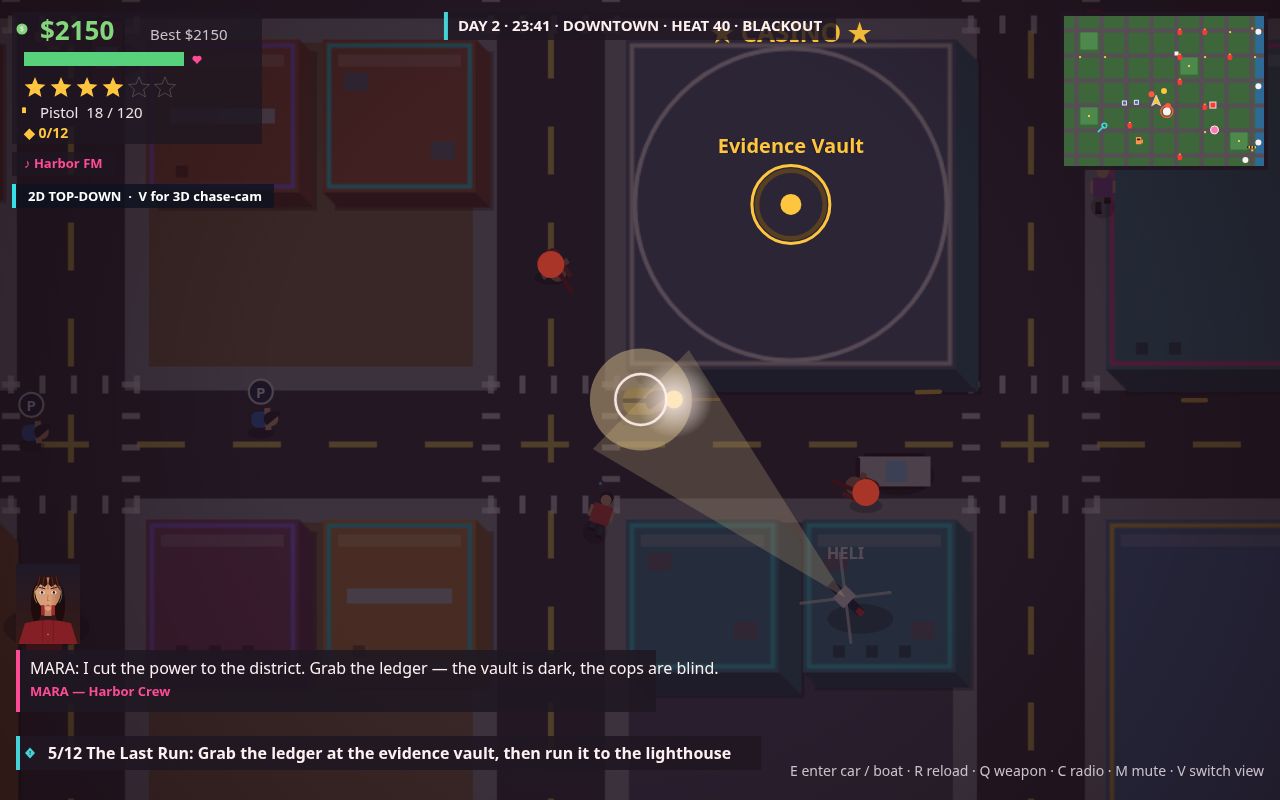 DAY 2 · 23:41 · DOWNTOWN · HEAT 40 · BLACKOUT
★ CASINO ★
$2150 Best $2150
Pistol 18 / 120
◆ 0/12
♪ Harbor FM
2D TOP-DOWN · V for 3D chase-cam
Evidence Vault
P
P
HELI
MARA: I cut the power to the district. Grab the ledger — the vault is dark, the cops are blind.
MARA — Harbor Crew
5/12 The Last Run: Grab the ledger at the evidence vault, then run it to the lighthouse
E enter car / boat · R reload · Q weapon · C radio · M mute · V switch view